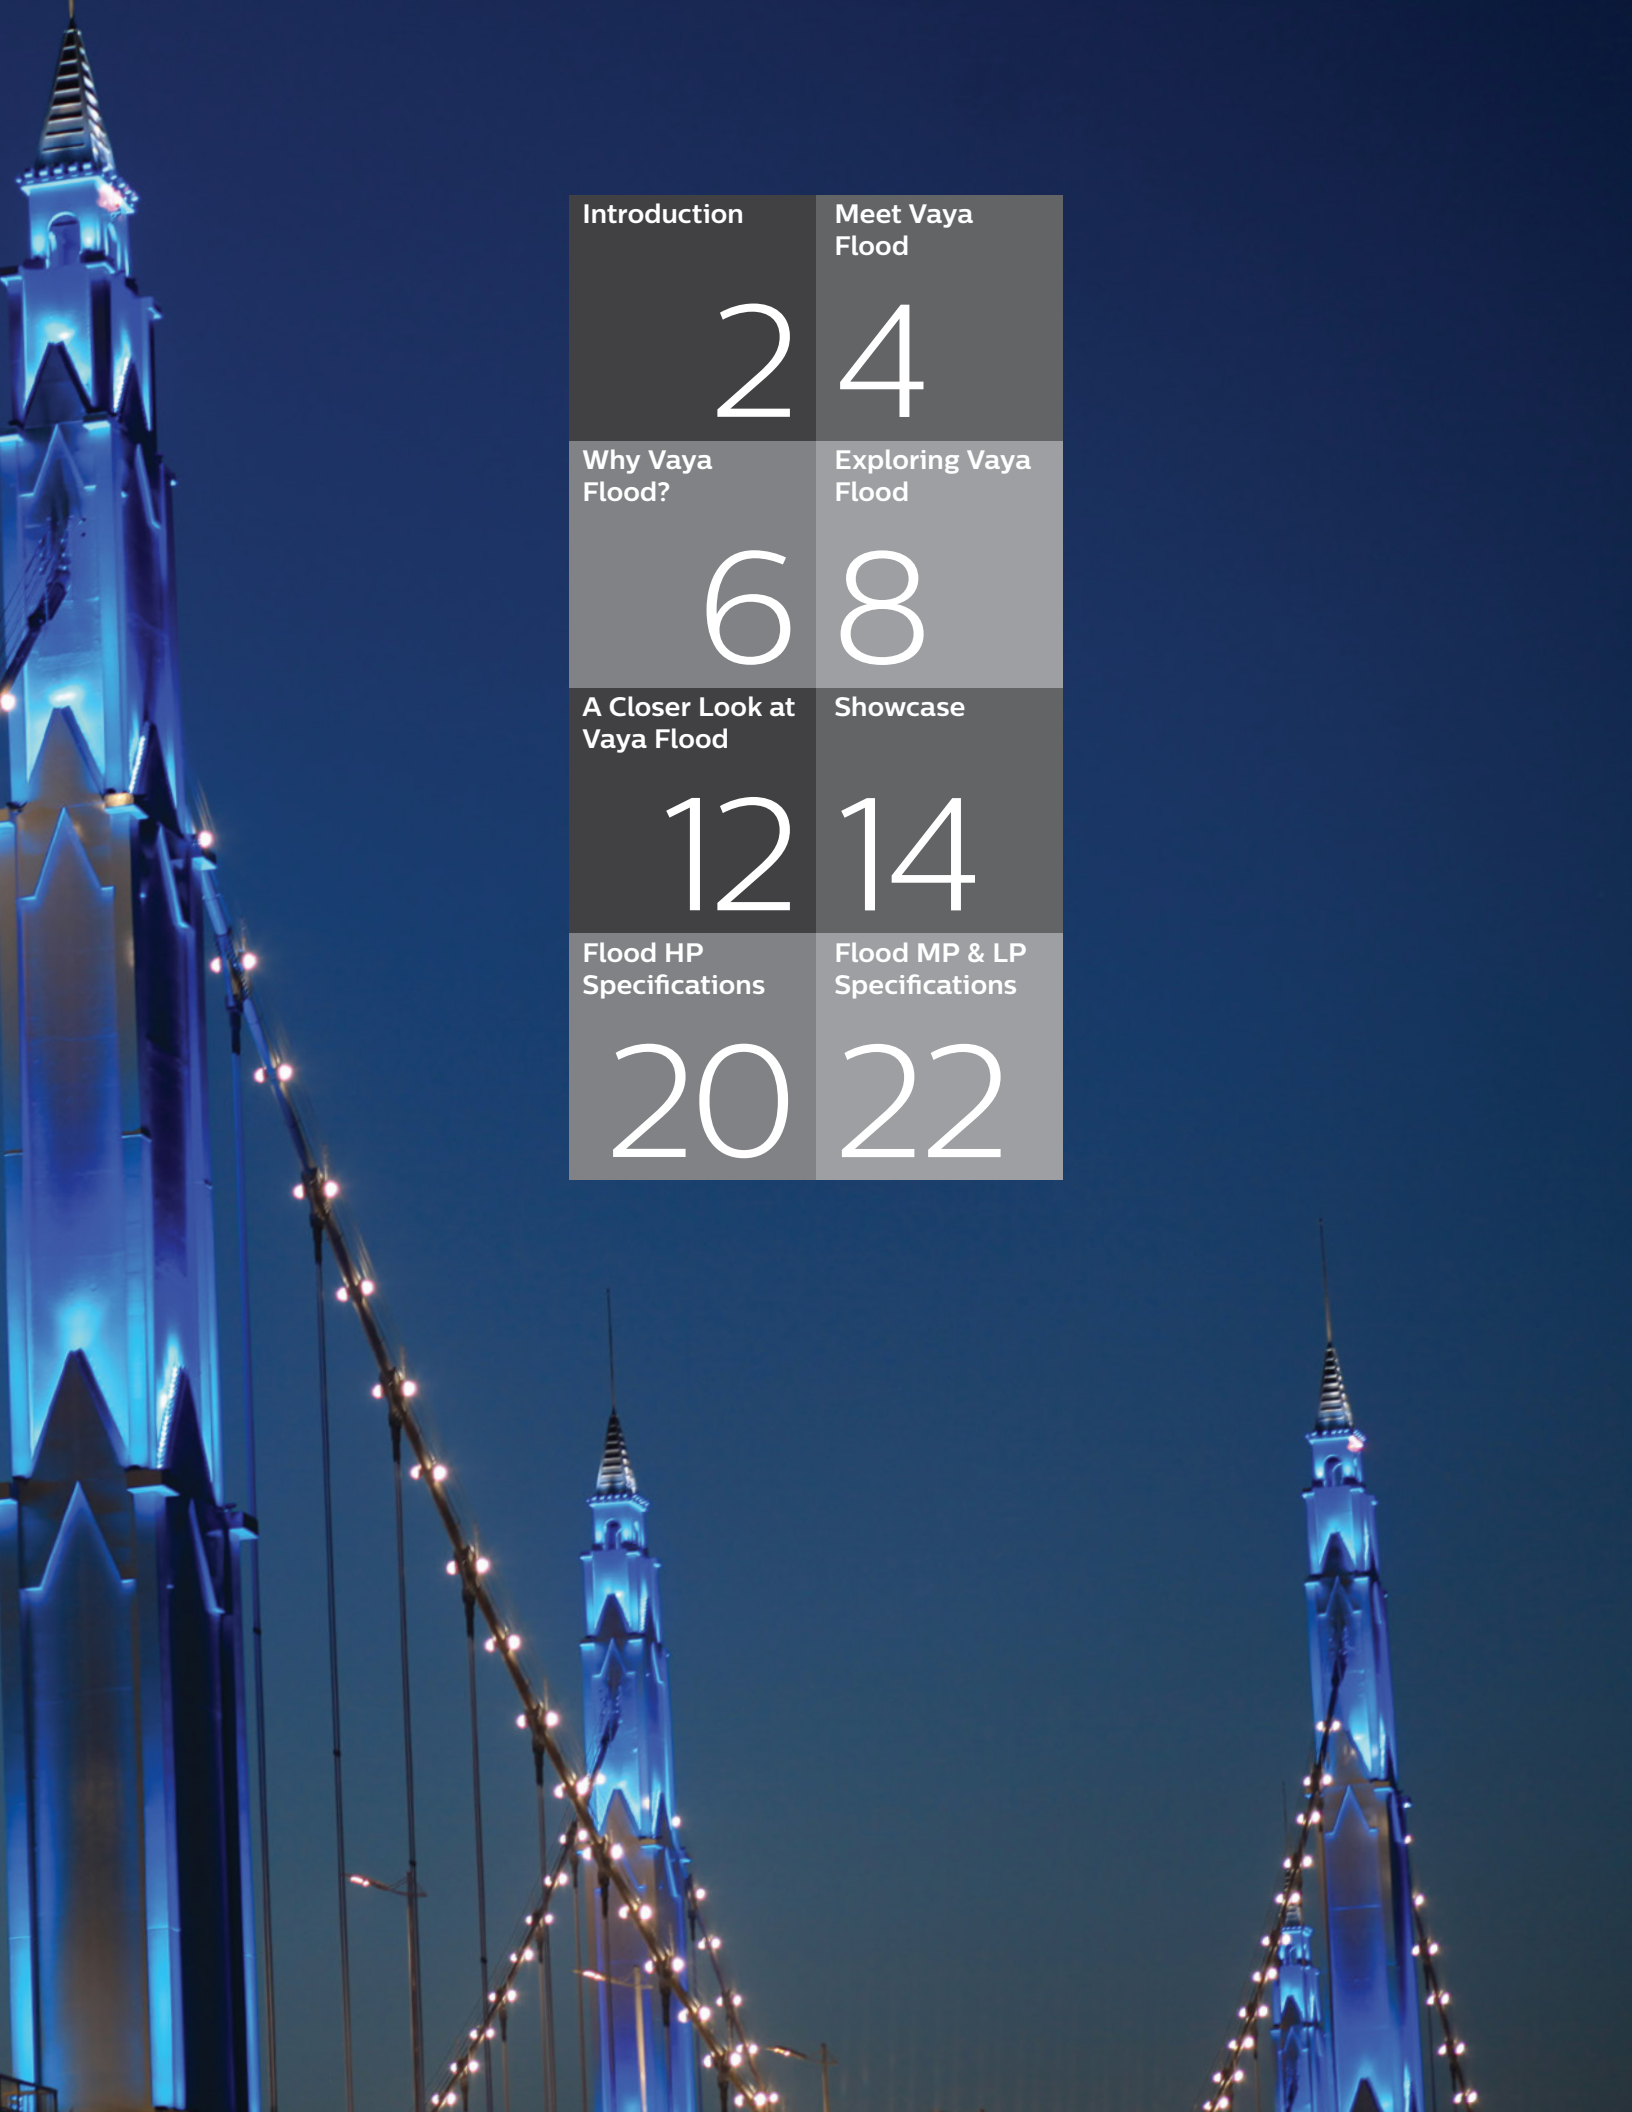 Introduction
2
Meet Vaya
Flood
4
Why Vaya
Flood?
6
Exploring Vaya
Flood
8
A Closer Look at
Vaya Flood
12
Showcase
14
Flood HP
Specifications
20
Flood MP & LP
Specifications
22